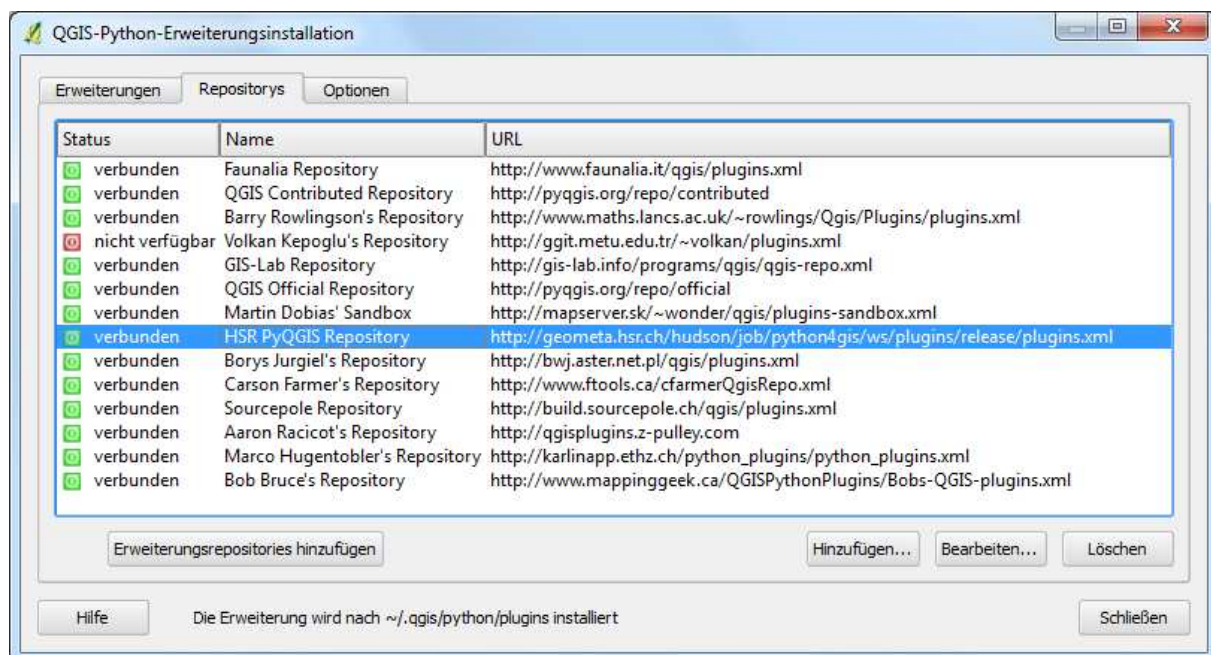 QGIS-Python-Erweiterungsinstallation
Erweiterungen Repositorys Optionen
Status Name URL
verbunden Faunalia Repository http://www.faunalia.it/qgis/plugins.xml
verbunden QGIS Contributed Repository http://pyqgis.org/repo/contributed
verbunden Barry Rowlingson's Repository http://www.maths.lancs.ac.uk/~rowlings/Qgis/Plugins/plugins.xml
nicht verfügbar Volkan Kepoglu's Repository http://ggit.metu.edu.tr/~volkan/plugins.xml
verbunden GIS-Lab Repository http://gis-lab.info/programs/qgis/qgis-repo.xml
verbunden QGIS Official Repository http://pyqgis.org/repo/official
verbunden Martin Dobias' Sandbox http://mapserver.sk/~wonder/qgis/plugins-sandbox.xml
verbunden HSR PyQGIS Repository http://geometa.hsr.ch/hudson/job/python4gis/ws/plugins/release/plugins.xml
verbunden Borys Jurgiel's Repository http://bwj.aster.net.pl/qgis/plugins.xml
verbunden Carson Farmer's Repository http://www.ftools.ca/cfarmerQgisRepo.xml
verbunden Sourcepole Repository http://build.sourcepole.ch/qgis/plugins.xml
verbunden Aaron Racicot's Repository http://qgisplugins.z-pulley.com
verbunden Marco Hugentobler's Repository http://karlinapp.ethz.ch/python_plugins/python_plugins.xml
verbunden Bob Bruce's Repository http://www.mappinggeek.ca/QGISPythonPlugins/Bobs-QGIS-plugins.xml
Erweiterungsrepositories hinzufügen Hinzufügen... Bearbeiten... Löschen
Hilfe Die Erweiterung wird nach ~/.qgis/python/plugins installiert Schließen